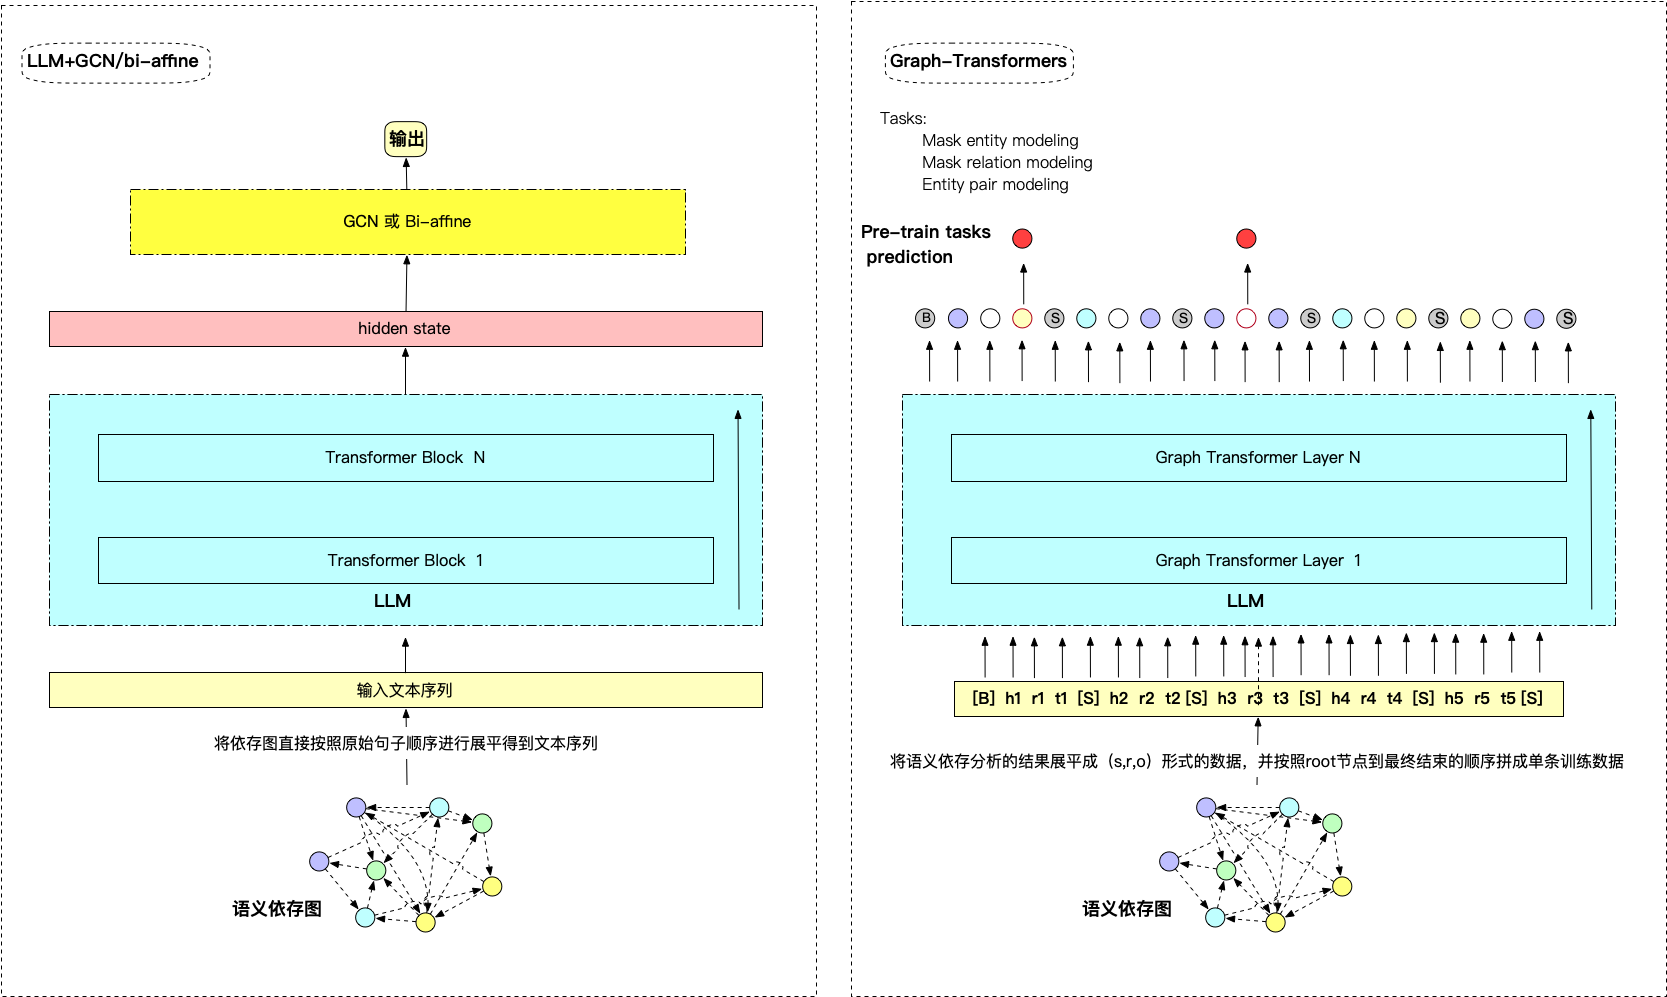 LLM+GCN/bi-affine
输出
GCN 或 Bi-affine
hidden state
Transformer Block N
Transformer Block 1
LLM
输入文本序列
将依存图直接按照原始句子顺序进行展平得到文本序列
语义依存图
Graph-Transformers
Tasks:
Mask entity modeling
Mask relation modeling
Entity pair modeling
Pre-train tasks
prediction
B S S S S S
Graph Transformer Layer N
Graph Transformer Layer 1
LLM
[B] h1 r1 t1 [S] h2 r2 t2 [S] h3 r3 t3 [S] h4 r4 t4 [S] h5 r5 t5 [S]
将语义依存分析的结果展平成（s,r,o）形式的数据，并按照root节点到最终结束的顺序拼成单条训练数据
语义依存图